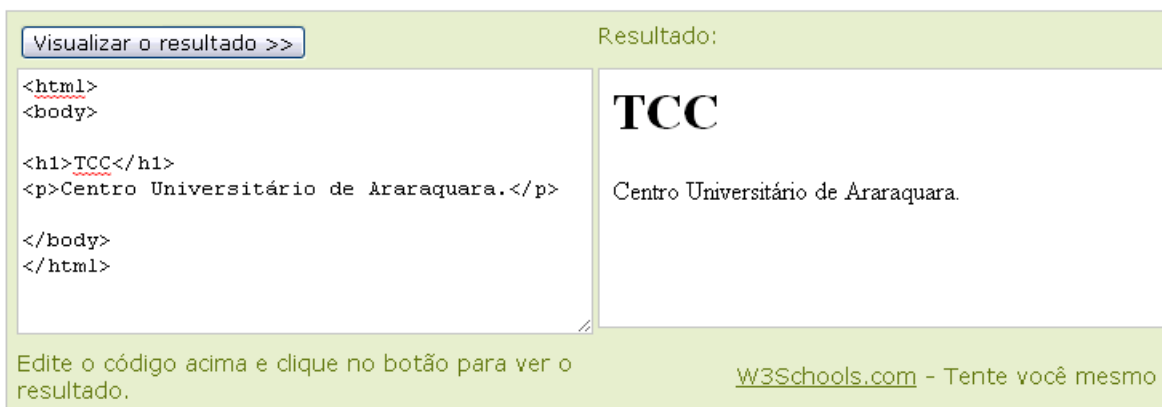 Visualizar o resultado >>
Resultado:
<html>
<body>
<h1>TCC</h1>
<p>Centro Universitário de Araraquara.</p>
</body>
</html>
TCC
Centro Universitário de Araraquara.
Edite o código acima e clique no botão para ver o
resultado.
W3Schools.com - Tente você mesmo